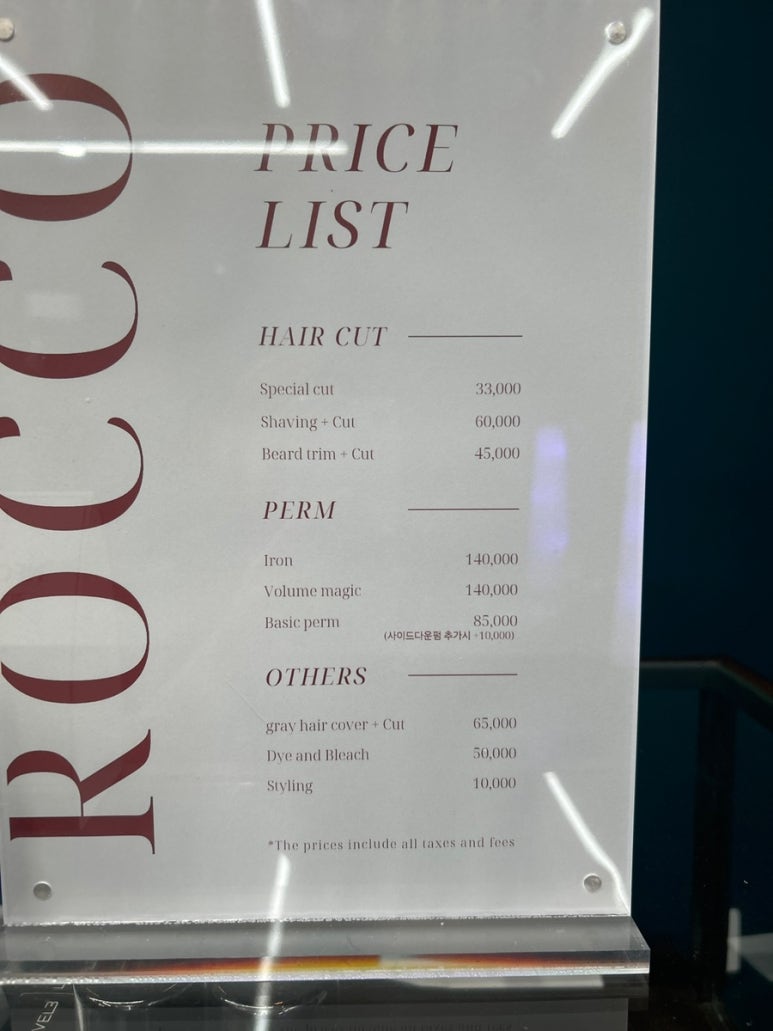 ROCCO
PRICE
LIST
HAIR CUT
Special cut 33,000
Shaving + Cut 60,000
Beard trim + Cut 45,000
PERM
Iron 140,000
Volume magic 140,000
Basic perm 85,000
(사이드다운펌 추가시 +10,000)
OTHERS
gray hair cover + Cut 65,000
Dye and Bleach 50,000
Styling 10,000
*The prices include all taxes and fees